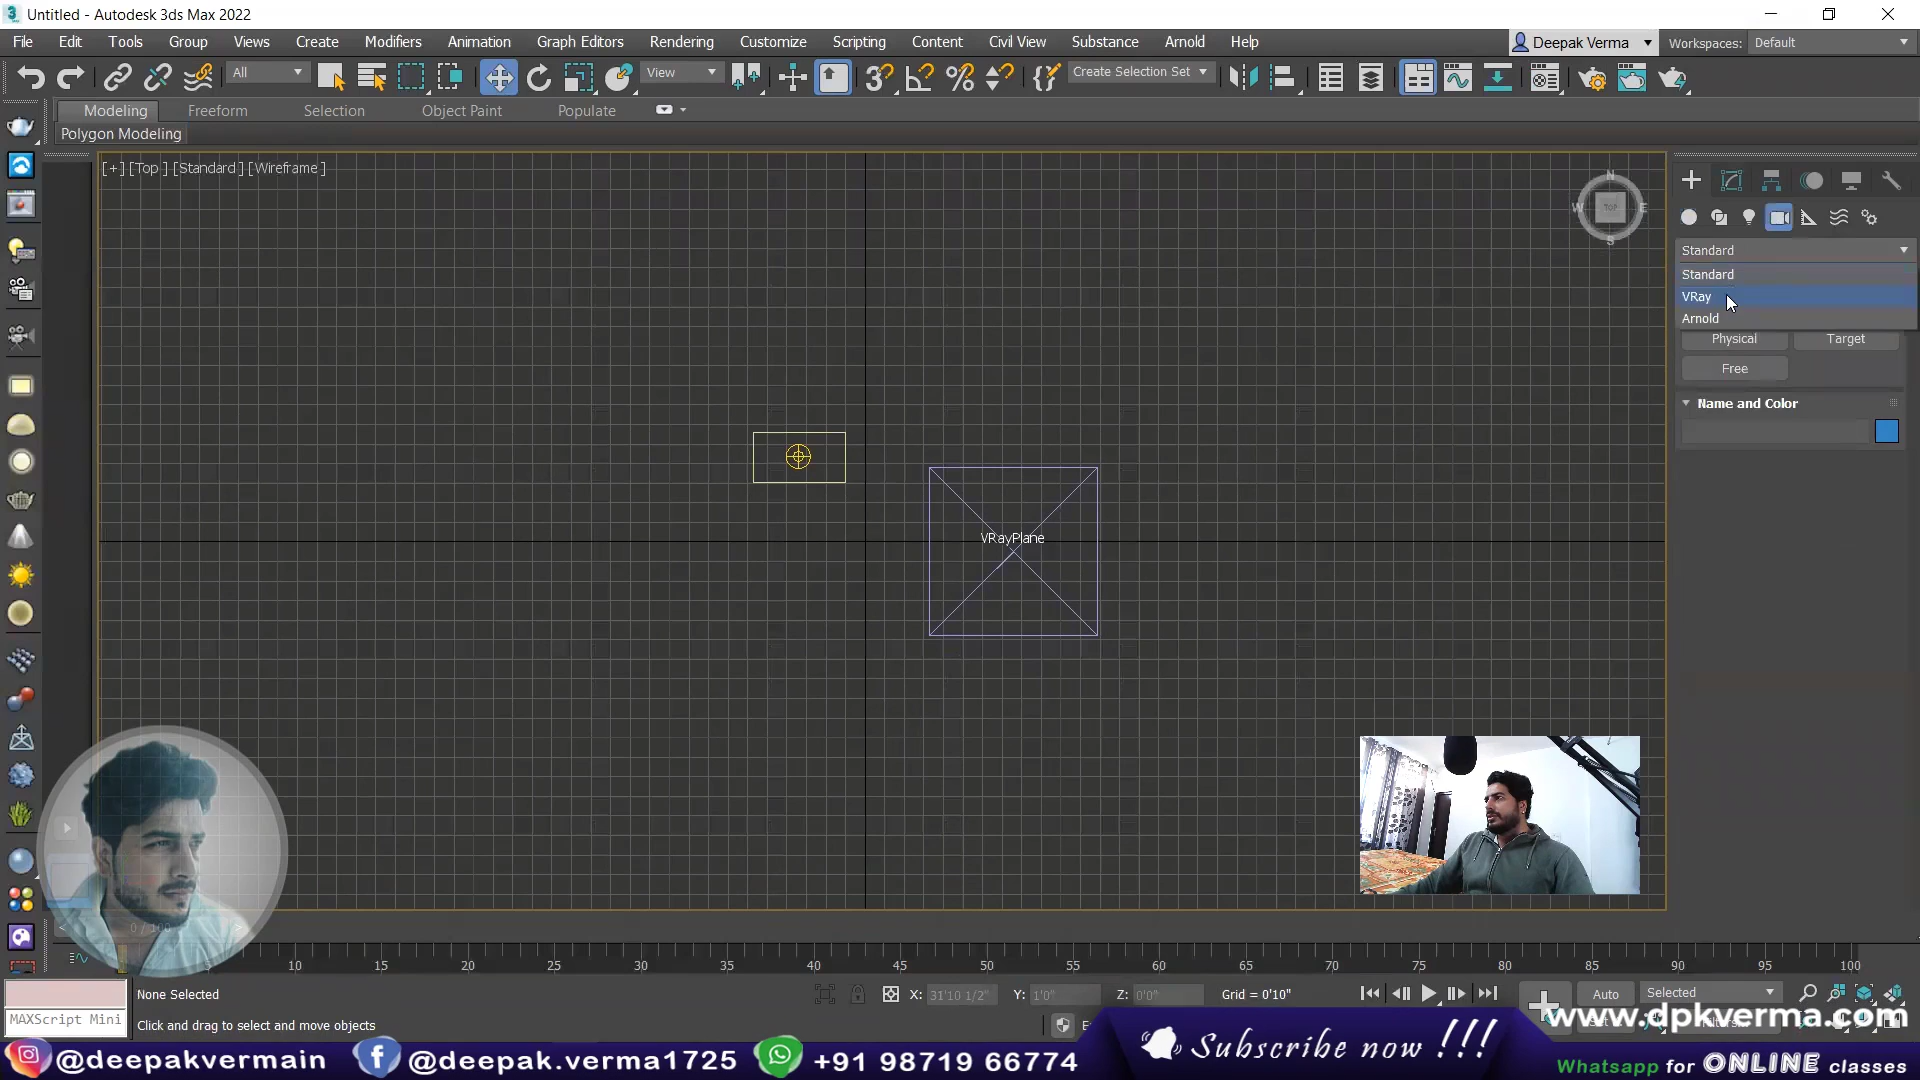 Untitled - Autodesk 3ds Max 2022
File Edit Tools Group Views Create Modifiers Animation Graph Editors Rendering Customize Scripting Content Civil View Substance Arnold Help
Deepak Verma
Workspaces: Default
All
View
Create Selection Set
Modeling Freeform Selection Object Paint Populate
Polygon Modeling
[+] [Top ] [Standard ] [Wireframe ]
N
W TOP E
S
Standard
Standard
VRay
Arnold
Physical Target
Free
Name and Color
VRayPlane
0 / 100
5 10 15 20 25 30 35 40 45 50 55 60 65 70 75 80 85 90 95 100
None Selected
X: 31'10 1/2" Y: 1'0" Z: 0'0" Grid = 0'10"
Auto Selected
MAXScript Mini
Click and drag to select and move objects
www.dpkverma.com
@deepakvermain @deepak.verma1725 +91 98719 66774
Subscribe now !!!
Whatsapp for ONLINE classes